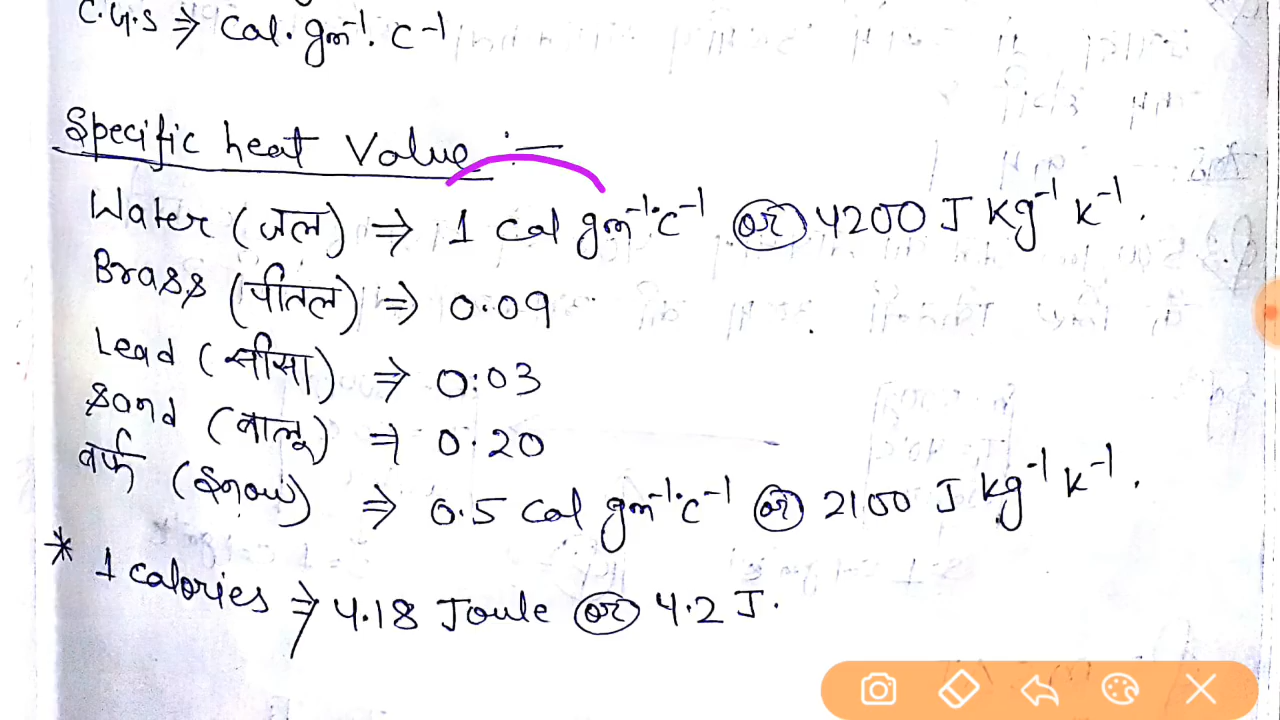 C.G.S ⇒ Cal. gm⁻¹. c⁻¹
Specific heat Value :-
Water (जल) ⇒ 1 Cal gm⁻¹.c⁻¹ or 4200 J Kg⁻¹ K⁻¹.
Brass (पीतल) ⇒ 0.09
Lead (सीसा) ⇒ 0.03
Sand (बालू) ⇒ 0.20
बर्फ (Snow) ⇒ 0.5 Cal gm⁻¹.c⁻¹ or 2100 J Kg⁻¹ K⁻¹.
* 1 calories ⇒ 4.18 Joule or 4.2 J.